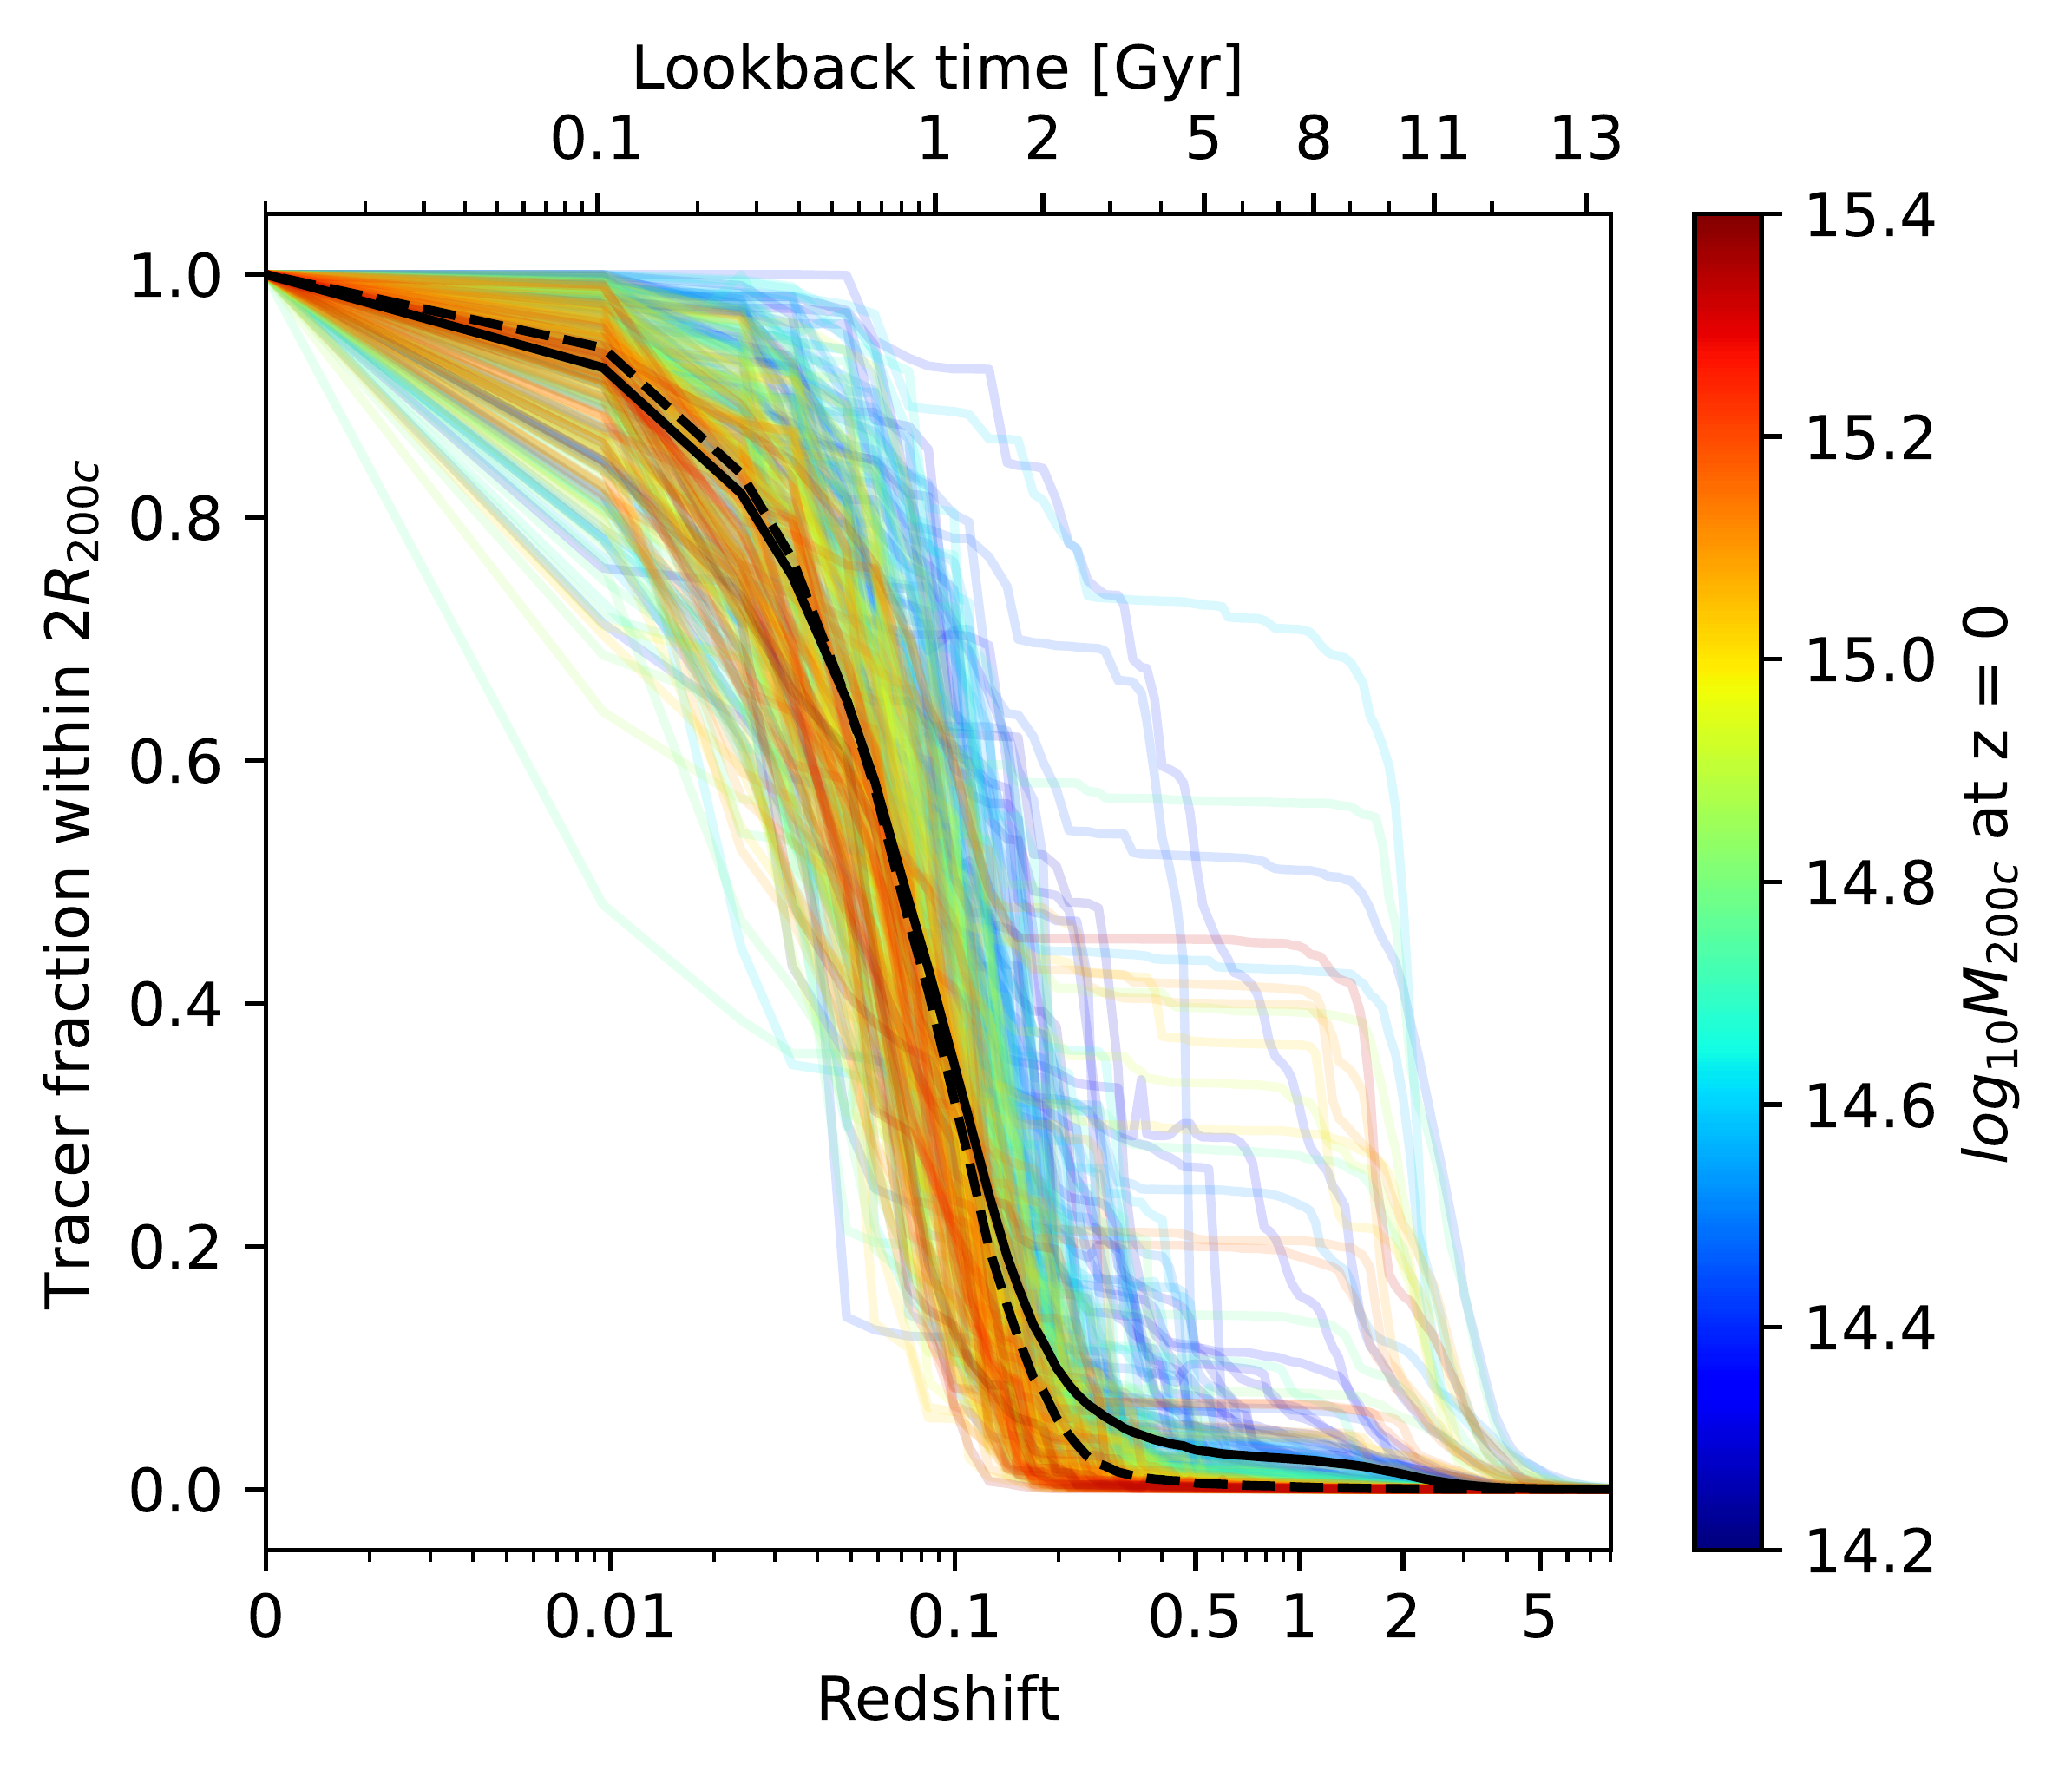 Lookback time [Gyr]
0.1 1 2 5 8 11 13
Tracer fraction within 2R200c
1.0
0.8
0.6
0.4
0.2
0.0
0 0.01 0.1 0.5 1 2 5
Redshift
15.4
15.2
15.0
14.8
14.6
14.4
14.2
log10M200c at z = 0